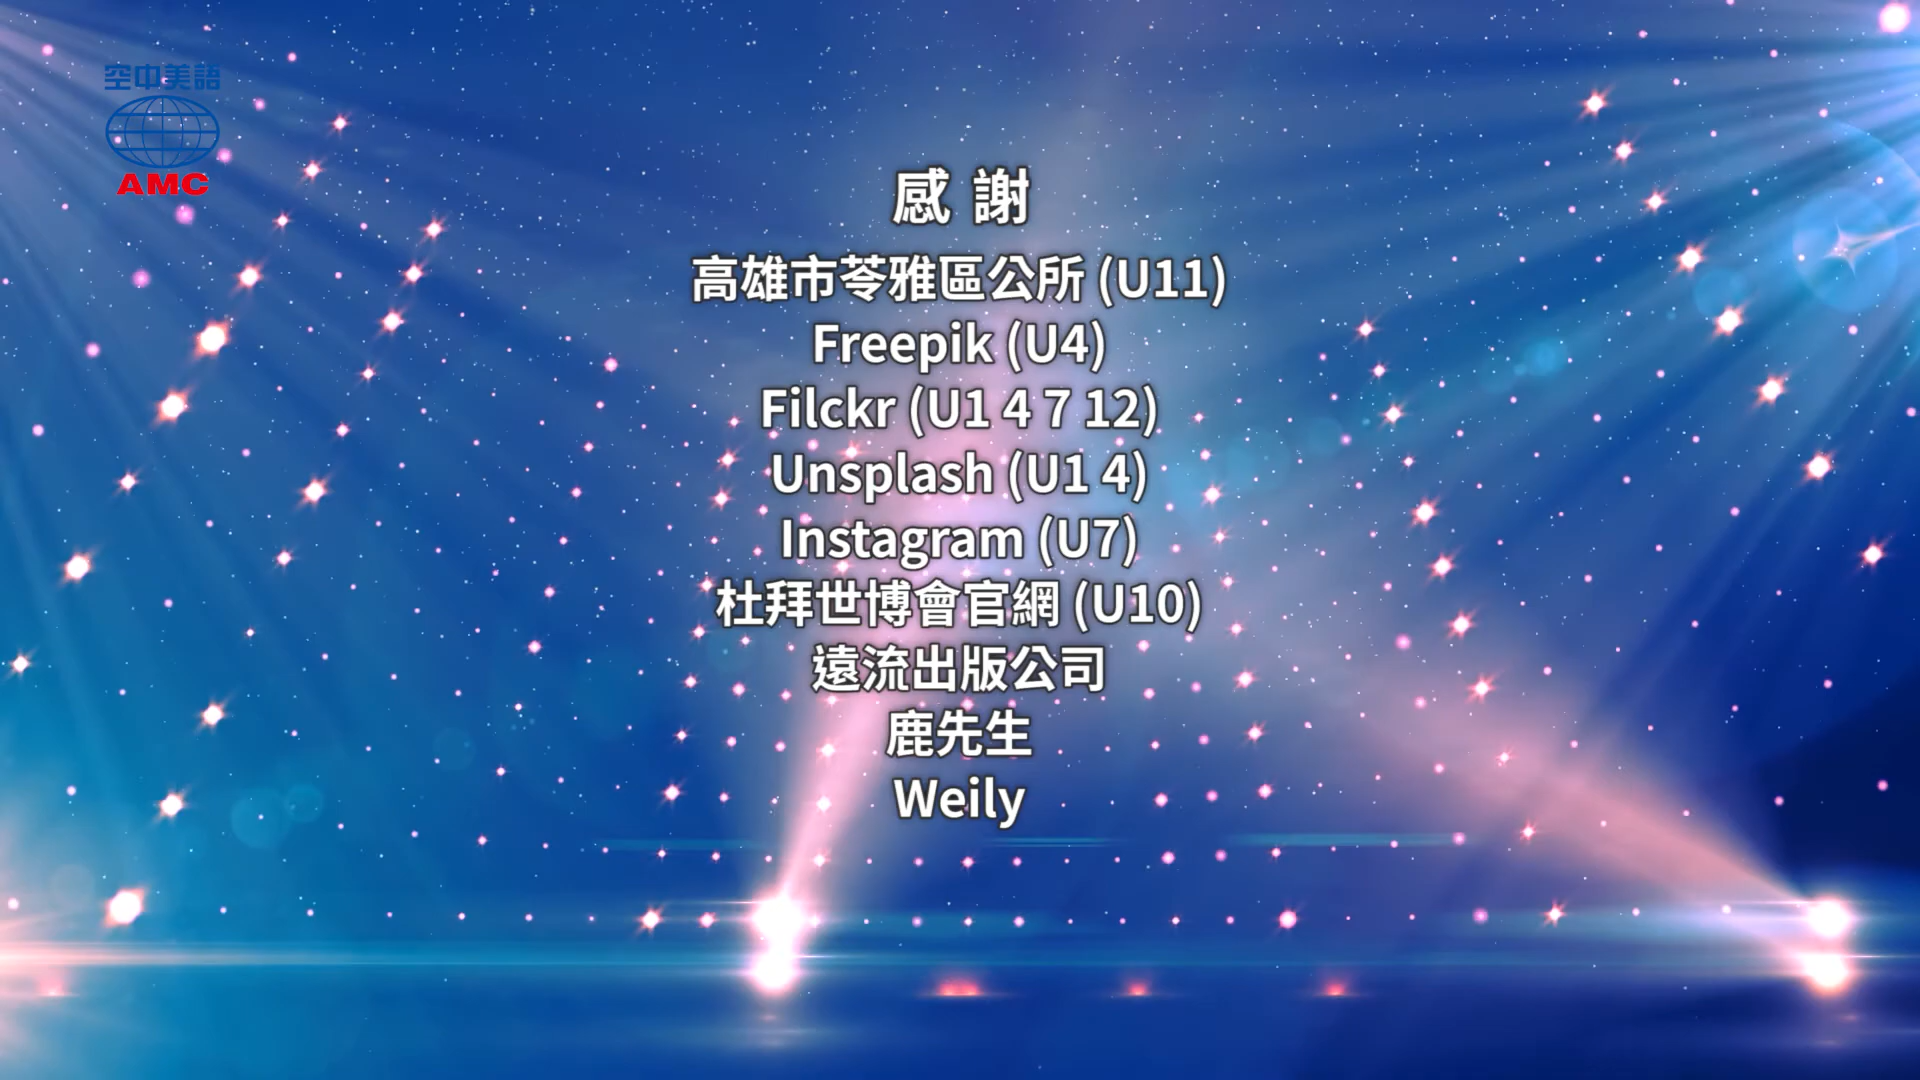 空中美語
AMC
感謝
高雄市苓雅區公所 (U11)
Freepik (U4)
Filckr (U1 4 7 12)
Unsplash (U1 4)
Instagram (U7)
杜拜世博會官網 (U10)
遠流出版公司
鹿先生
Weily